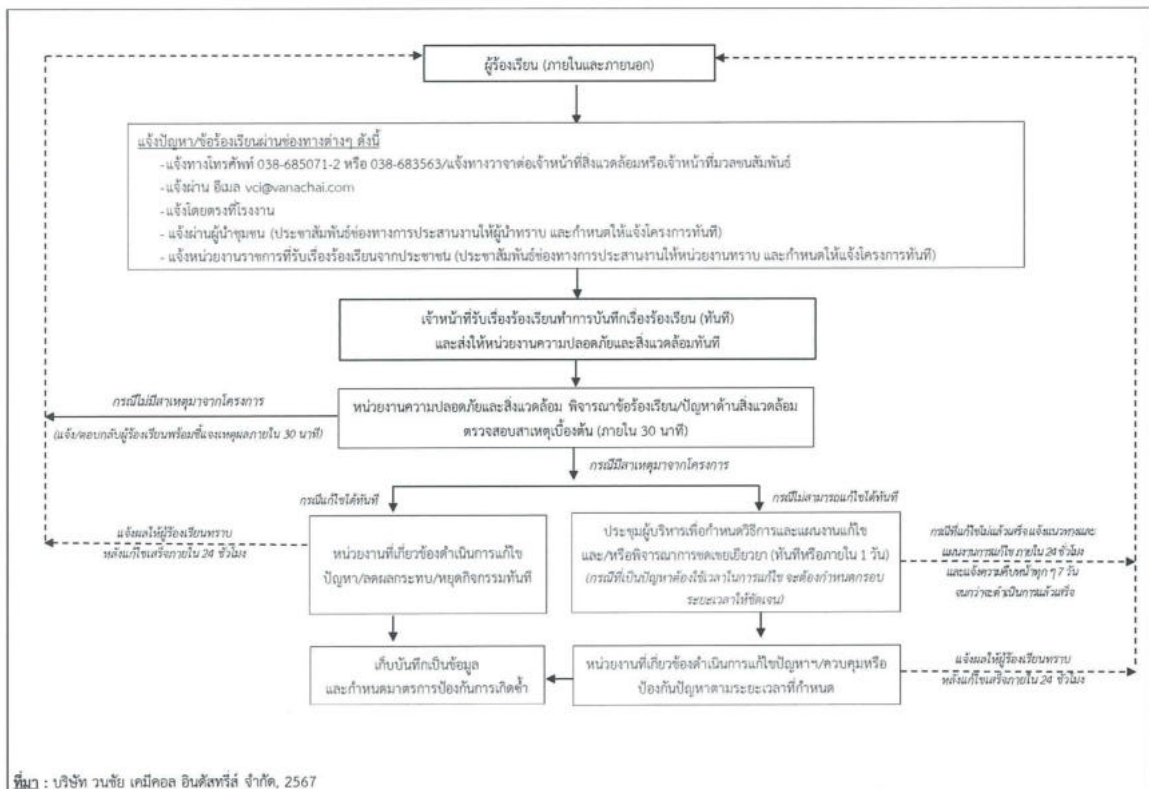 ผู้ร้องเรียน (ภายในและภายนอก)
แจ้งปัญหา/ข้อร้องเรียนผ่านช่องทางต่างๆ ดังนี้
-แจ้งทางโทรศัพท์ 038-685071-2 หรือ 038-683563/แจ้งทางวาจาต่อเจ้าหน้าที่สิ่งแวดล้อมหรือเจ้าหน้าที่มวลชนสัมพันธ์
-แจ้งผ่าน อีเมล vci@vanachai.com
-แจ้งโดยตรงที่โรงงาน
- แจ้งผ่านผู้นำชุมชน (ประชาสัมพันธ์ช่องทางการประสานงานให้ผู้นำทราบ และกำหนดให้แจ้งโครงการทันที)
- แจ้งหน่วยงานราชการที่รับเรื่องร้องเรียนจากประชาชน (ประชาสัมพันธ์ช่องทางการประสานงานให้หน่วยงานทราบ และกำหนดให้แจ้งโครงการทันที)
เจ้าหน้าที่รับเรื่องร้องเรียนทำการบันทึกเรื่องร้องเรียน (ทันที)
และส่งให้หน่วยงานความปลอดภัยและสิ่งแวดล้อมทันที
กรณีไม่มีสาเหตุมาจากโครงการ
(แจ้ง/ตอบกลับผู้ร้องเรียนพร้อมชี้แจงเหตุผลภายใน 30 นาที)
หน่วยงานความปลอดภัยและสิ่งแวดล้อม พิจารณาข้อร้องเรียน/ปัญหาด้านสิ่งแวดล้อม
ตรวจสอบสาเหตุเบื้องต้น (ภายใน 30 นาที)
กรณีมีสาเหตุมาจากโครงการ
กรณีแก้ไขได้ทันที
กรณีไม่สามารถแก้ไขได้ทันที
แจ้งผลให้ผู้ร้องเรียนทราบ
หลังแก้ไขเสร็จภายใน 24 ชั่วโมง
หน่วยงานที่เกี่ยวข้องดำเนินการแก้ไข
ปัญหา/ลดผลกระทบ/หยุดกิจกรรมทันที
ประชุมผู้บริหารเพื่อกำหนดวิธีการและแผนงานแก้ไข
และ/หรือพิจารณาการชดเชยเยียวยา (ทันทีหรือภายใน 1 วัน)
(กรณีที่เป็นปัญหาต้องใช้เวลาในการแก้ไข จะต้องกำหนดกรอบ
ระยะเวลาให้ชัดเจน)
กรณีที่แก้ไขไม่แล้วเสร็จ แจ้งแนวทางและ
แผนงานการแก้ไข ภายใน 24 ชั่วโมง
และแจ้งความคืบหน้าทุก ๆ 7 วัน
จนกว่าจะดำเนินการแล้วเสร็จ
เก็บบันทึกเป็นข้อมูล
และกำหนดมาตรการป้องกันการเกิดซ้ำ
หน่วยงานที่เกี่ยวข้องดำเนินการแก้ไขปัญหาฯ/ควบคุมหรือ
ป้องกันปัญหาตามระยะเวลาที่กำหนด
แจ้งผลให้ผู้ร้องเรียนทราบ
หลังแก้ไขเสร็จภายใน 24 ชั่วโมง
ที่มา : บริษัท วนชัย เคมีคอล อินดัสทรีส์ จำกัด, 2567